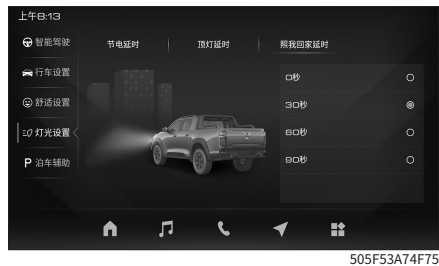 上午8:13
智能驾驶
节电延时 顶灯延时 照我回家延时
行车设置
0秒
舒适设置
30秒
灯光设置
60秒
P 泊车辅助
90秒
505F53A74F75